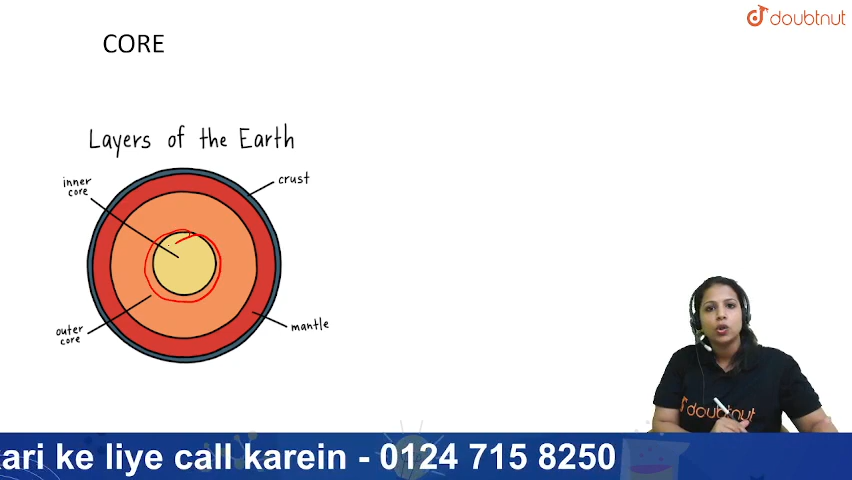 CORE
doubtnut
Layers of the Earth
inner
core
crust
outer
core
mantle
doubtnut
ari ke liye call karein - 0124 715 8250